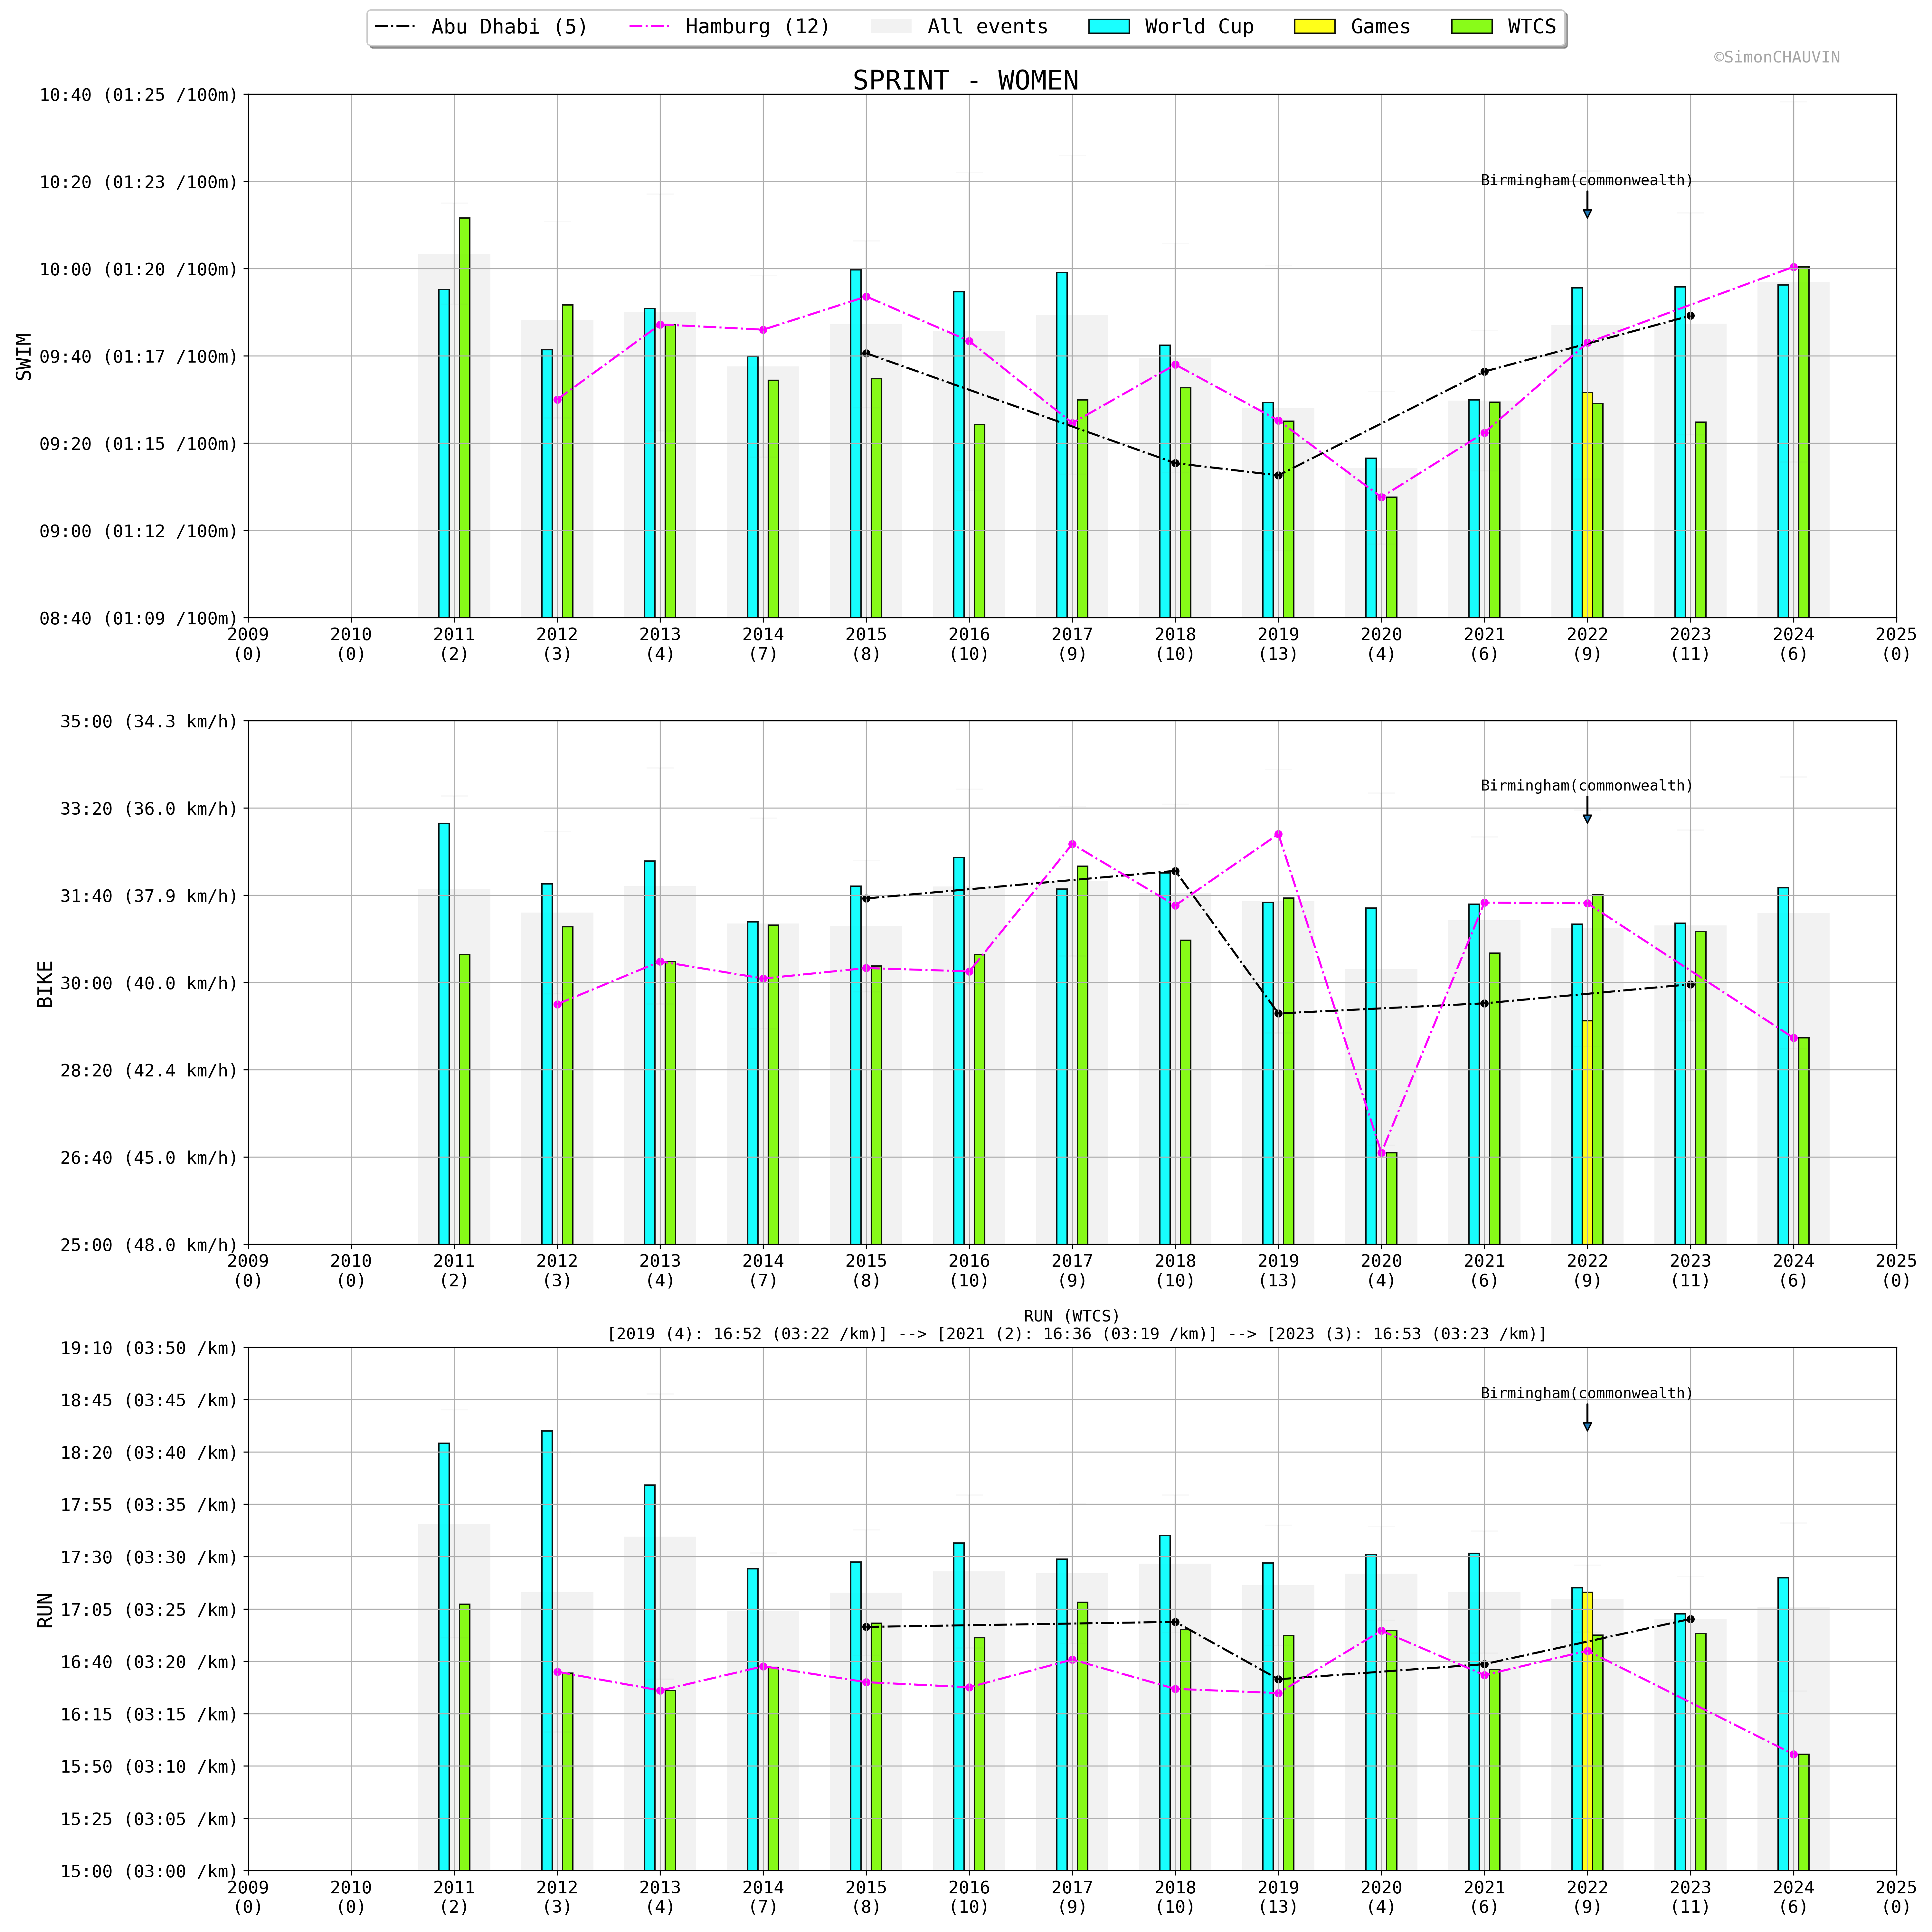 Abu Dhabi (5) Hamburg (12) All events World Cup Games WTCS
©SimonCHAUVIN
SPRINT - WOMEN
SWIM
10:40 (01:25 /100m)
10:20 (01:23 /100m)
10:00 (01:20 /100m)
09:40 (01:17 /100m)
09:20 (01:15 /100m)
09:00 (01:12 /100m)
08:40 (01:09 /100m)
Birmingham(commonwealth)
2009 2010 2011 2012 2013 2014 2015 2016 2017 2018 2019 2020 2021 2022 2023 2024 2025
(0) (0) (2) (3) (4) (7) (8) (10) (9) (10) (13) (4) (6) (9) (11) (6) (0)
BIKE
35:00 (34.3 km/h)
33:20 (36.0 km/h)
31:40 (37.9 km/h)
30:00 (40.0 km/h)
28:20 (42.4 km/h)
26:40 (45.0 km/h)
25:00 (48.0 km/h)
Birmingham(commonwealth)
2009 2010 2011 2012 2013 2014 2015 2016 2017 2018 2019 2020 2021 2022 2023 2024 2025
(0) (0) (2) (3) (4) (7) (8) (10) (9) (10) (13) (4) (6) (9) (11) (6) (0)
RUN (WTCS)
[2019 (4): 16:52 (03:22 /km)] --> [2021 (2): 16:36 (03:19 /km)] --> [2023 (3): 16:53 (03:23 /km)]
RUN
19:10 (03:50 /km)
18:45 (03:45 /km)
18:20 (03:40 /km)
17:55 (03:35 /km)
17:30 (03:30 /km)
17:05 (03:25 /km)
16:40 (03:20 /km)
16:15 (03:15 /km)
15:50 (03:10 /km)
15:25 (03:05 /km)
15:00 (03:00 /km)
Birmingham(commonwealth)
2009 2010 2011 2012 2013 2014 2015 2016 2017 2018 2019 2020 2021 2022 2023 2024 2025
(0) (0) (2) (3) (4) (7) (8) (10) (9) (10) (13) (4) (6) (9) (11) (6) (0)